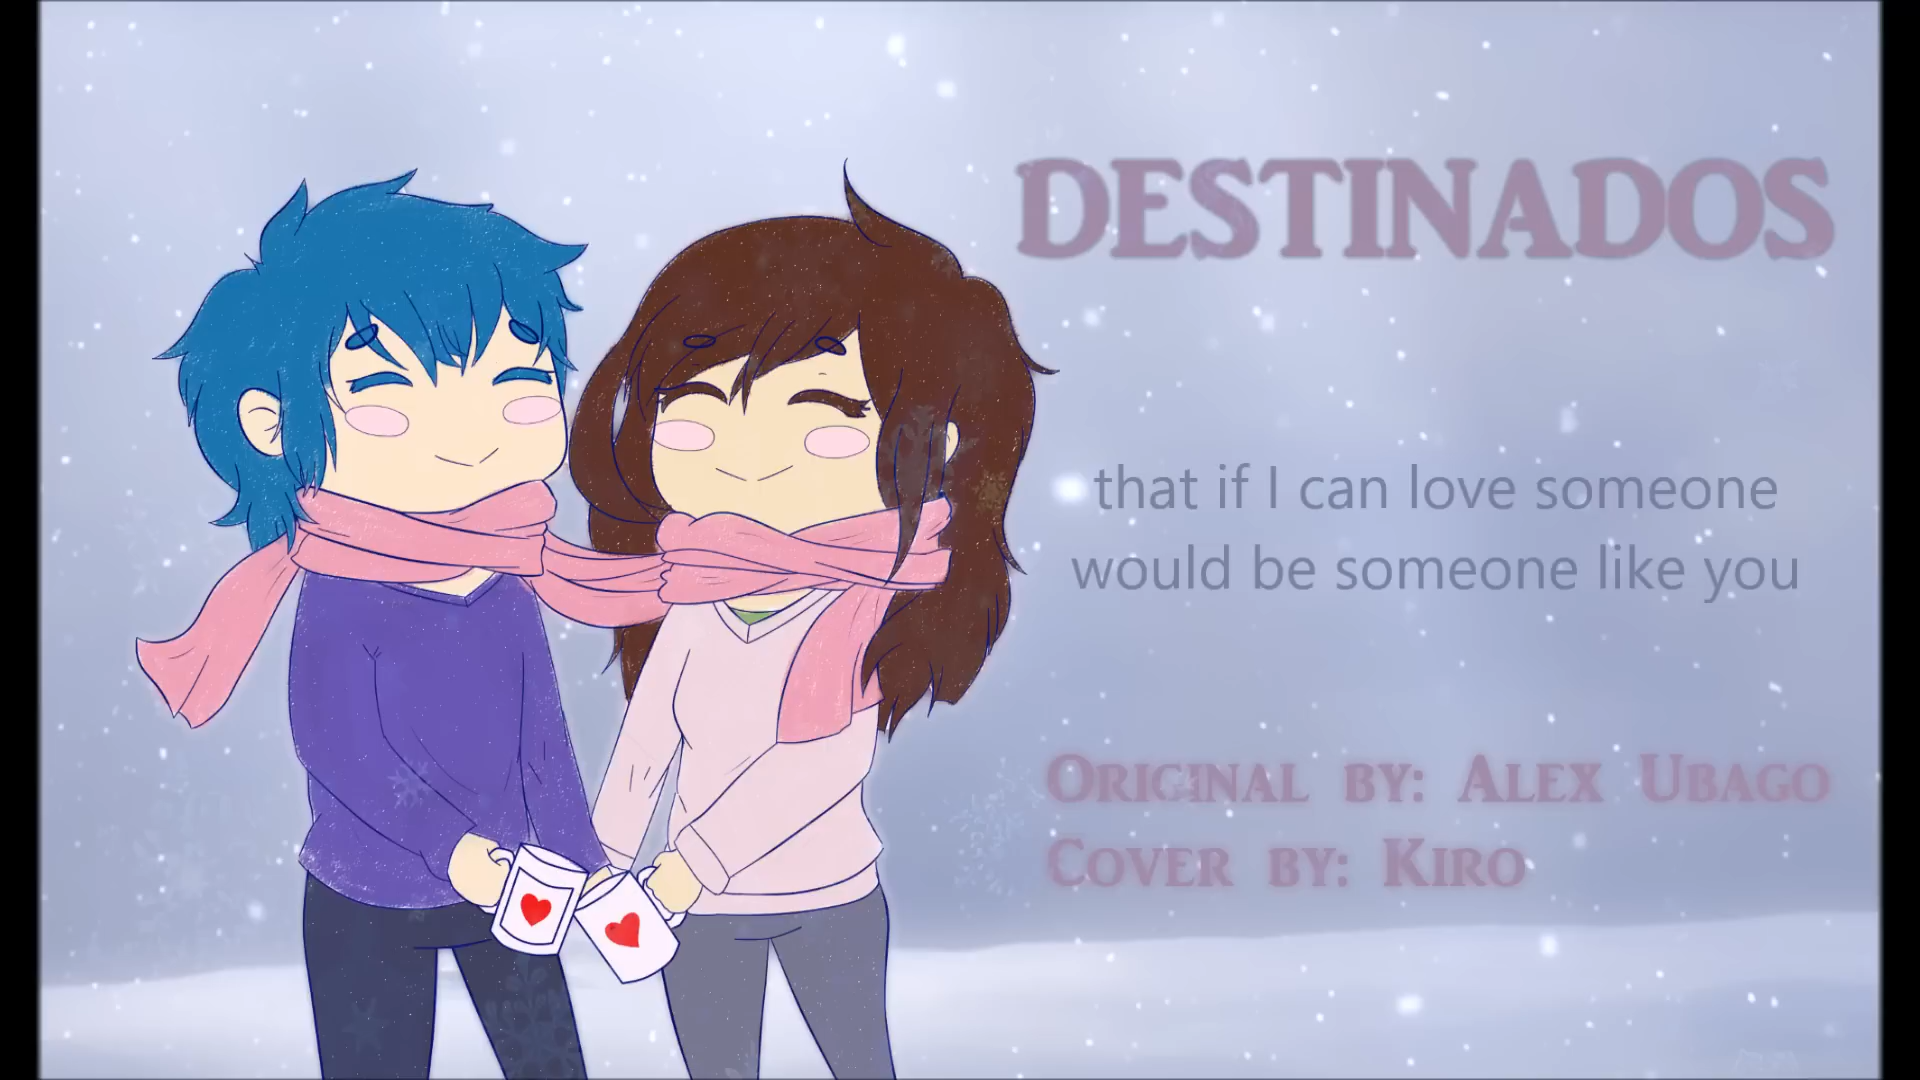 DESTINADOS
that if I can love someone
would be someone like you
ORIGINAL BY: ALEX UBAGO
COVER BY: KIRO